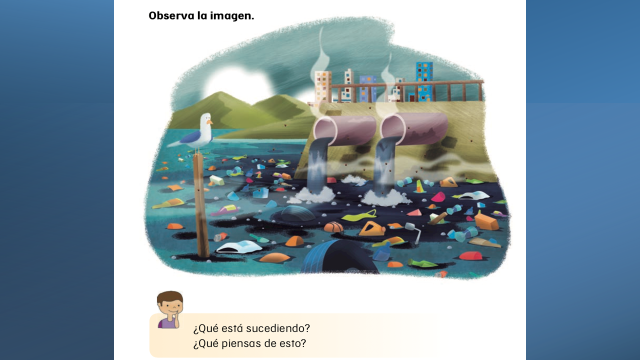 Observa la imagen.
¿Qué está sucediendo?
¿Qué piensas de esto?